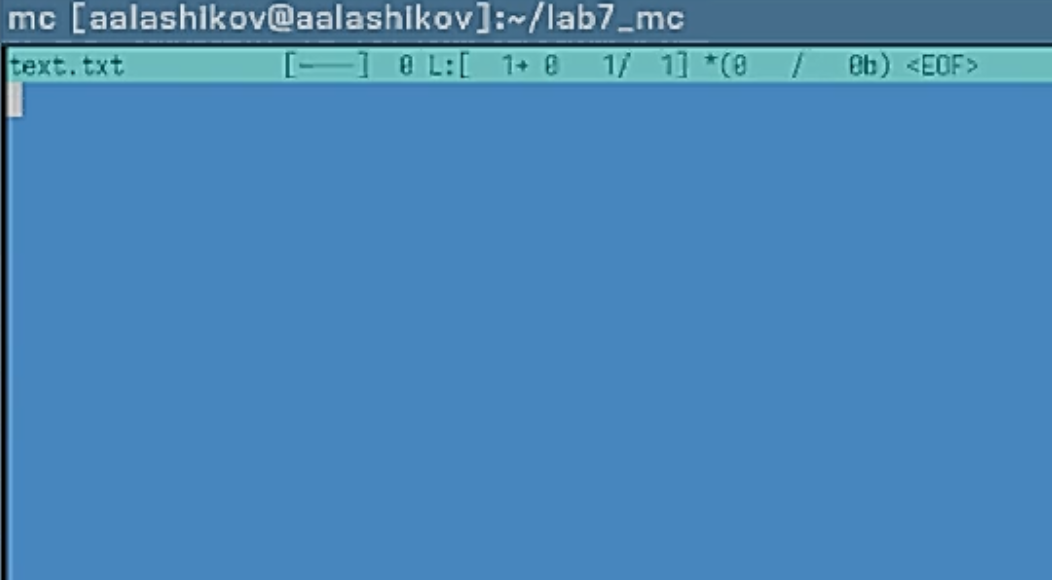 mc [aalashikov@aalashikov]:~/lab7_mc
text.txt [----] 0 L:[ 1+ 0 1/ 1] *(0 / 0b) <EOF>